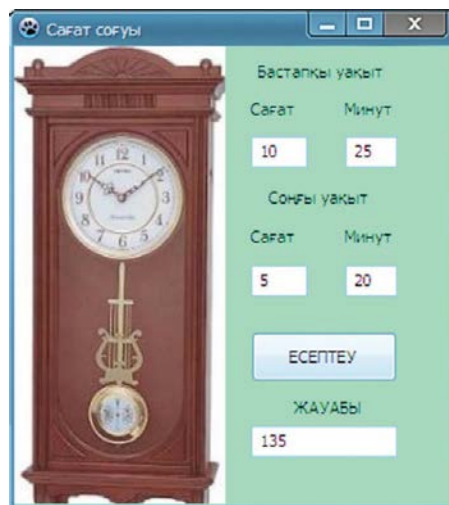 Сағат соғуы
Бастапқы уақыт
Сағат Минут
10 25
Соңғы уақыт
Сағат Минут
5 20
ЕСЕПТЕУ
ЖАУАБЫ
135